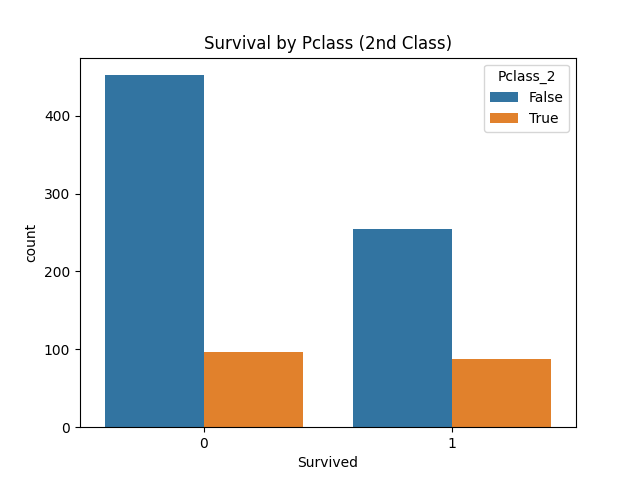 Survival by Pclass (2nd Class)
Pclass_2
False
True
400
300
200
100
0
count
0 1
Survived